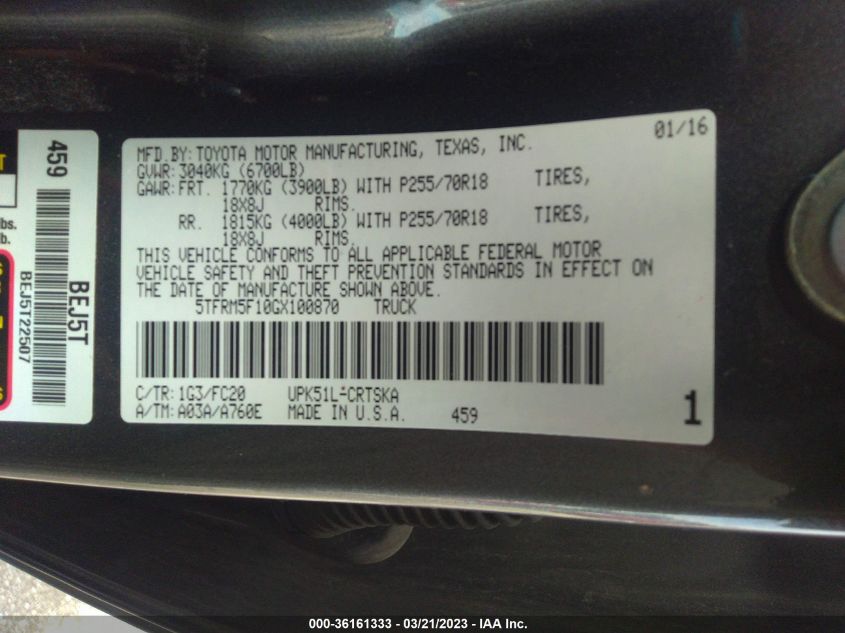 T
459
bs.
b.
BEJ5T
BEJ5T22507
MFD.BY:TOYOTA MOTOR MANUFACTURING, TEXAS, INC. 01/16
GVWR:3040KG (6700LB)
GAWR:FRT. 1770KG (3900LB) WITH P255/70R18 TIRES,
18X8J RIMS.
RR. 1815KG (4000LB) WITH P255/70R18 TIRES,
18X8J RIMS.
THIS VEHICLE CONFORMS TO ALL APPLICABLE FEDERAL MOTOR
VEHICLE SAFETY AND THEFT PREVENTION STANDARDS IN EFFECT ON
THE DATE OF MANUFACTURE SHOWN ABOVE.
5TFRM5F10GX100870 TRUCK
C/TR:1G3/FC20 UPK51L-CRTSKA
A/TM:A03A/A760E MADE IN U.S.A. 459 1
000-36161333 - 03/21/2023 - IAA Inc.